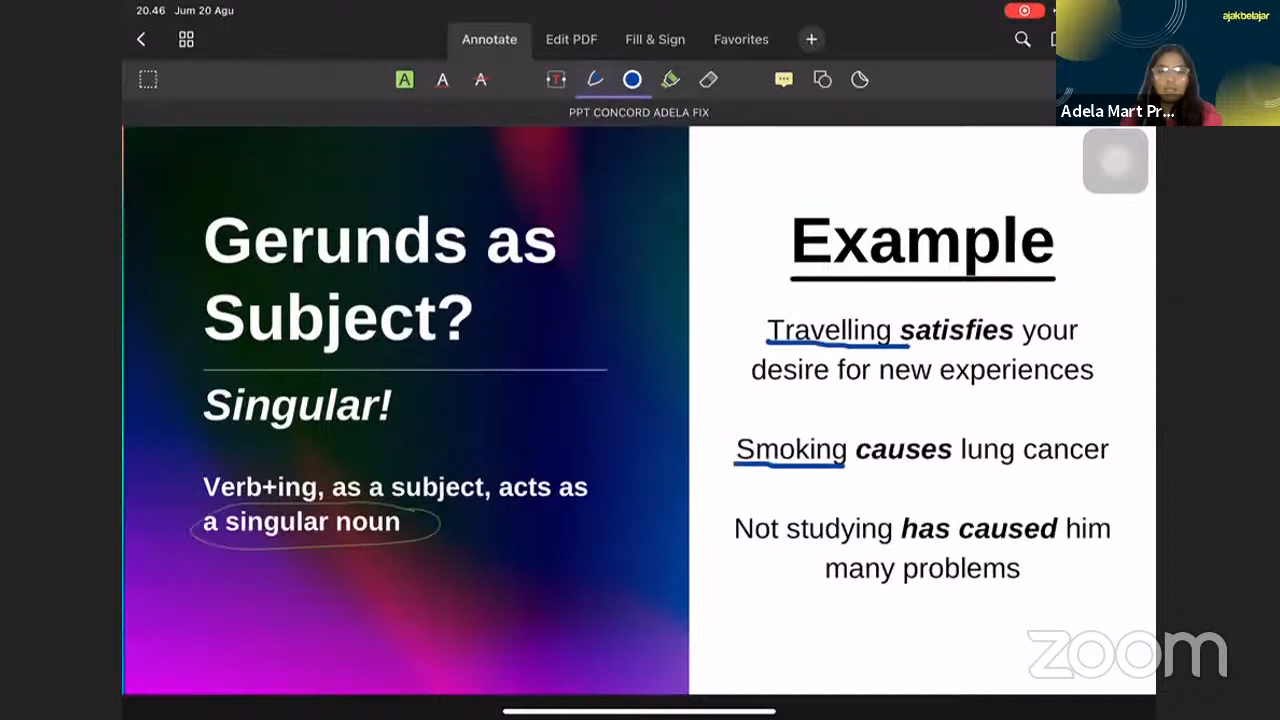 20.46 Jum 20 Agu
Annotate Edit PDF Fill & Sign Favorites
PPT CONCORD ADELA FIX
ajakbelajar
Adela Mart Pr...
Gerunds as
Subject?
Singular!
Verb+ing, as a subject, acts as
a singular noun
Example
Travelling satisfies your
desire for new experiences
Smoking causes lung cancer
Not studying has caused him
many problems
zoom